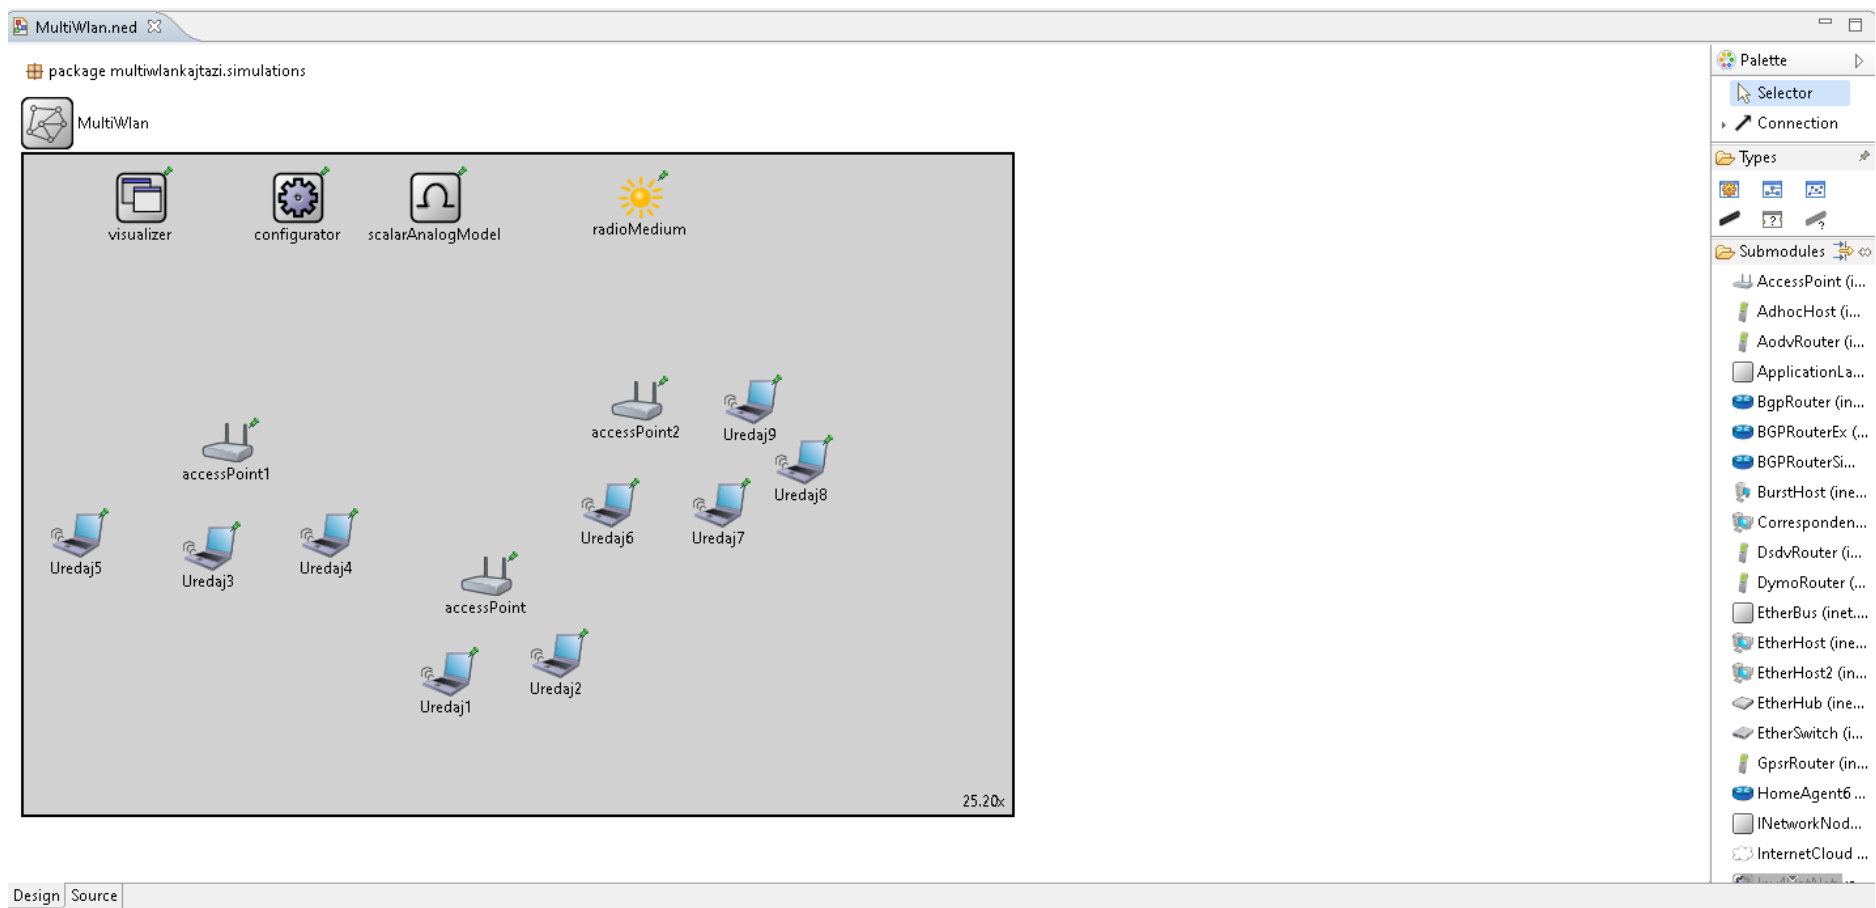 MultiWlan.ned
package multiwlankajtazi.simulations
MultiWlan
visualizer
configurator
scalarAnalogModel
radioMedium
accessPoint2
Uredaj9
accessPoint1
Uredaj8
Uredaj6
Uredaj7
Uredaj5
Uredaj3
Uredaj4
accessPoint
Uredaj1
Uredaj2
25.20x
Design
Source
Palette
Selector
Connection
Types
Submodules
AccessPoint (i...
AdhocHost (i...
AodvRouter (i...
ApplicationLa...
BgpRouter (in...
BGPRouterEx (...
BGPRouterSi...
BurstHost (ine...
Corresponden...
DsdvRouter (i...
DymoRouter (...
EtherBus (inet....
EtherHost (ine...
EtherHost2 (in...
EtherHub (ine...
EtherSwitch (i...
GpsrRouter (in...
HomeAgent6 ...
INetworkNod...
InternetCloud ...